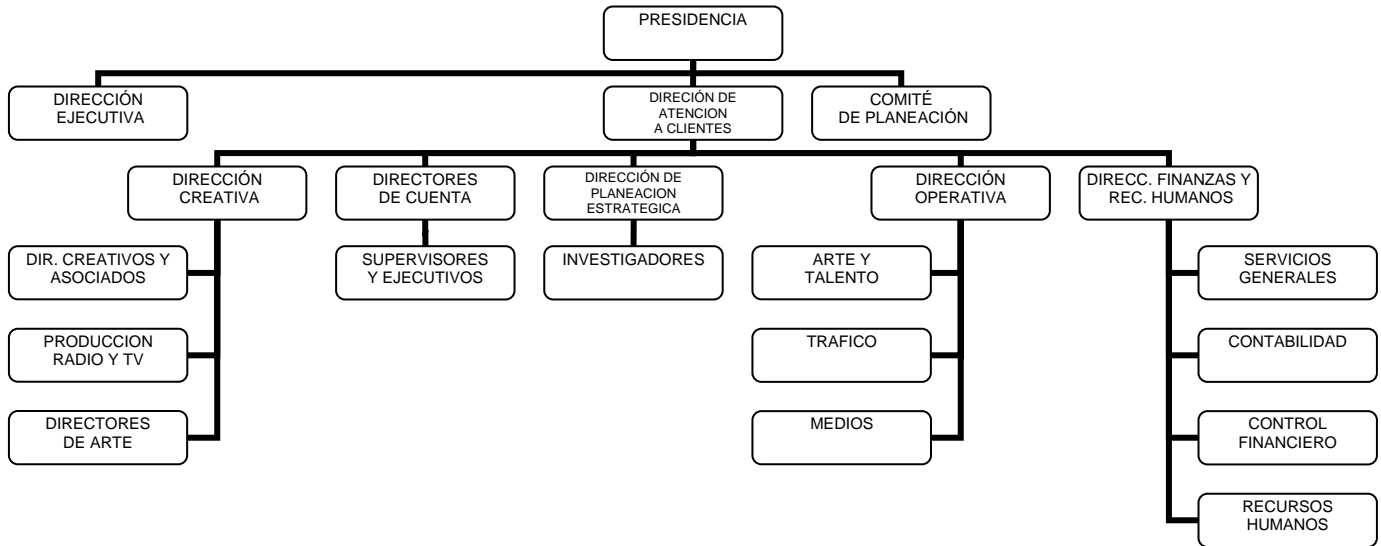 PRESIDENCIA
DIRECCIÓN
EJECUTIVA
DIRECIÓN DE
ATENCION
A CLIENTES
COMITÉ
DE PLANEACIÓN
DIRECCIÓN
CREATIVA
DIRECTORES
DE CUENTA
DIRECCIÓN DE
PLANEACION
ESTRATEGICA
DIRECCIÓN
OPERATIVA
DIRECC. FINANZAS Y
REC. HUMANOS
DIR. CREATIVOS Y
ASOCIADOS
SUPERVISORES
Y EJECUTIVOS
INVESTIGADORES
ARTE Y
TALENTO
SERVICIOS
GENERALES
PRODUCCION
RADIO Y TV
TRAFICO
CONTABILIDAD
DIRECTORES
DE ARTE
MEDIOS
CONTROL
FINANCIERO
RECURSOS
HUMANOS